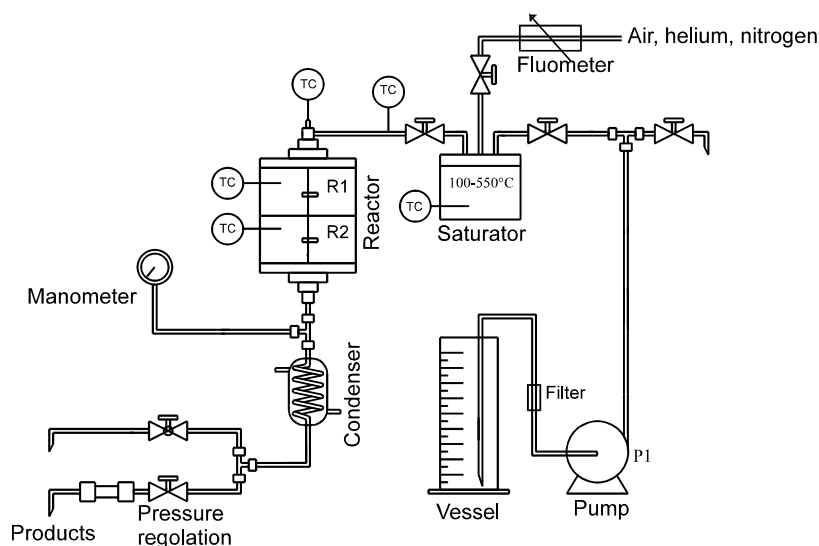 Air, helium, nitrogen
Fluometer
TC
TC
TC
R1
100-550°C
TC
TC
R2
Reactor
Saturator
Manometer
Condenser
Filter
P1
Products
Pressure
regolation
Vessel
Pump